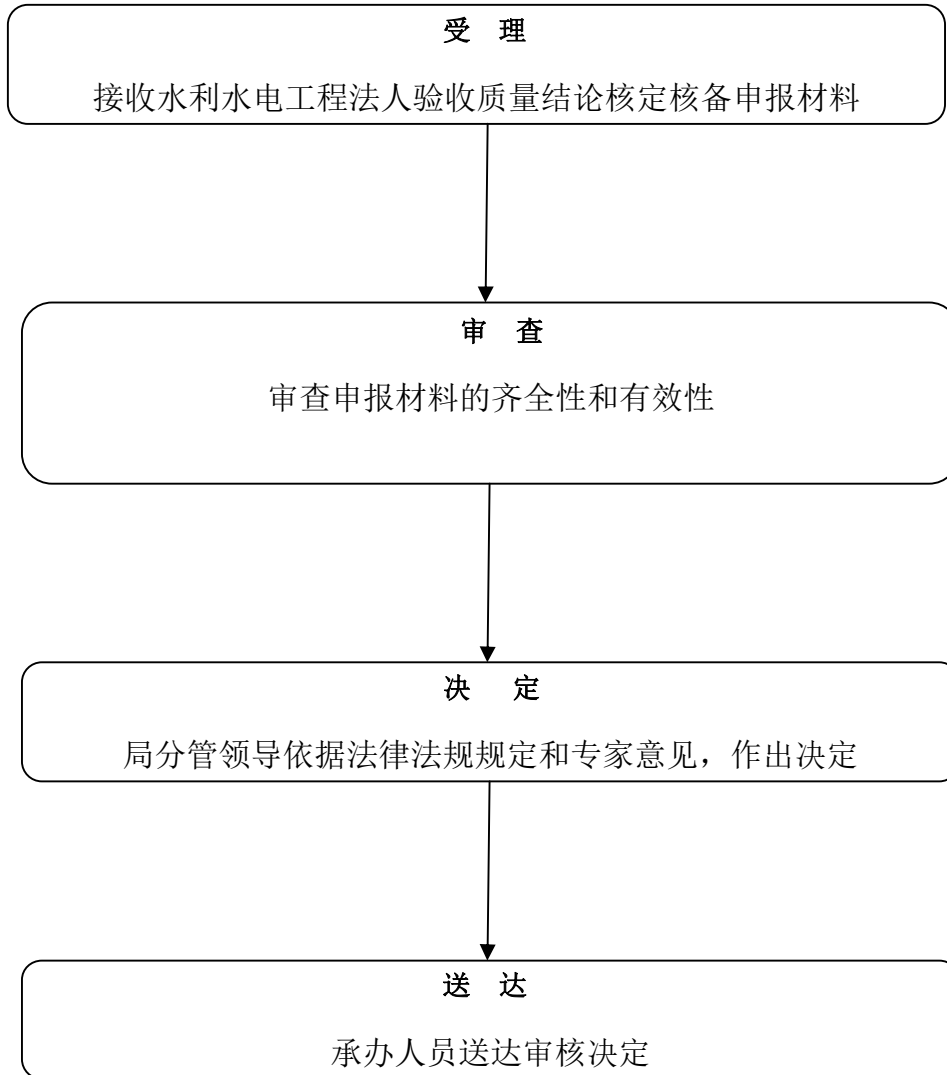 受 理
接收水利水电工程法人验收质量结论核定核备申报材料
审 查
审查申报材料的齐全性和有效性
决 定
局分管领导依据法律法规规定和专家意见，作出决定
送 达
承办人员送达审核决定